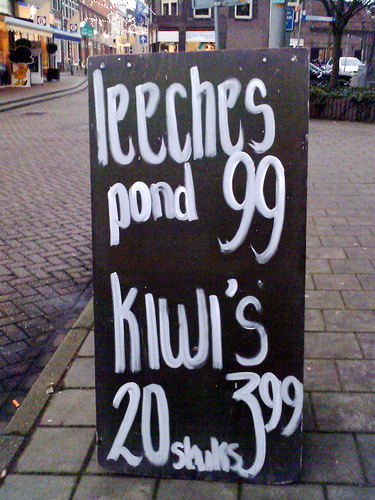 leeches
pond 99
kiwi's
20 stuks 399